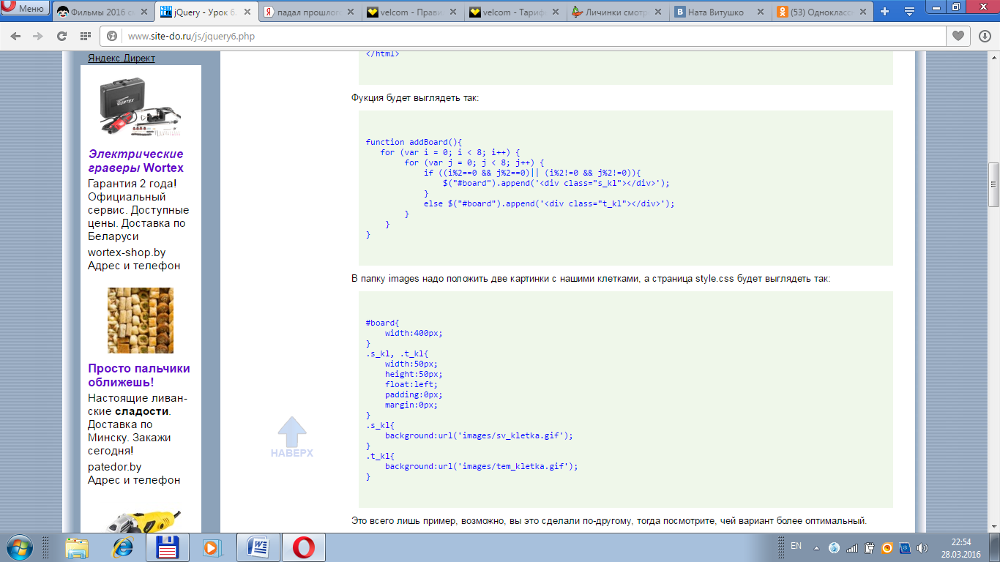 Меню
Фильмы 2016 см
jQuery - Урок 6.
падал прошлого
velcom - Прави
velcom - Тариф
Личинки смотр
Ната Витушко
(53) Одноклас
www.site-do.ru/js/jquery6.php
Яндекс.Директ
Электрические
граверы Wortex
Гарантия 2 года!
Официальный
сервис. Доступные
цены. Доставка по
Беларуси
wortex-shop.by
Адрес и телефон
Просто пальчики
оближешь!
Настоящие ливан-
ские сладости.
Доставка по
Минску. Закажи
сегодня!
patedor.by
Адрес и телефон
НАВЕРХ
</html>
Фукция будет выглядеть так:
function addBoard(){
for (var i = 0; i < 8; i++) {
for (var j = 0; j < 8; j++) {
if ((i%2==0 && j%2==0)|| (i%2!=0 && j%2!=0)){
$("#board").append('<div class="s_kl"></div>');
}
else $("#board").append('<div class="t_kl"></div>');
}
}
}
В папку images надо положить две картинки с нашими клетками, а страница style.css будет выглядеть так:
#board{
width:400px;
}
.s_kl, .t_kl{
width:50px;
height:50px;
float:left;
padding:0px;
margin:0px;
}
.s_kl{
background:url('images/sv_kletka.gif');
}
.t_kl{
background:url('images/tem_kletka.gif');
}
Это всего лишь пример, возможно, вы это сделали по-другому, тогда посмотрите, чей вариант более оптимальный.
EN
22:54
28.03.2016